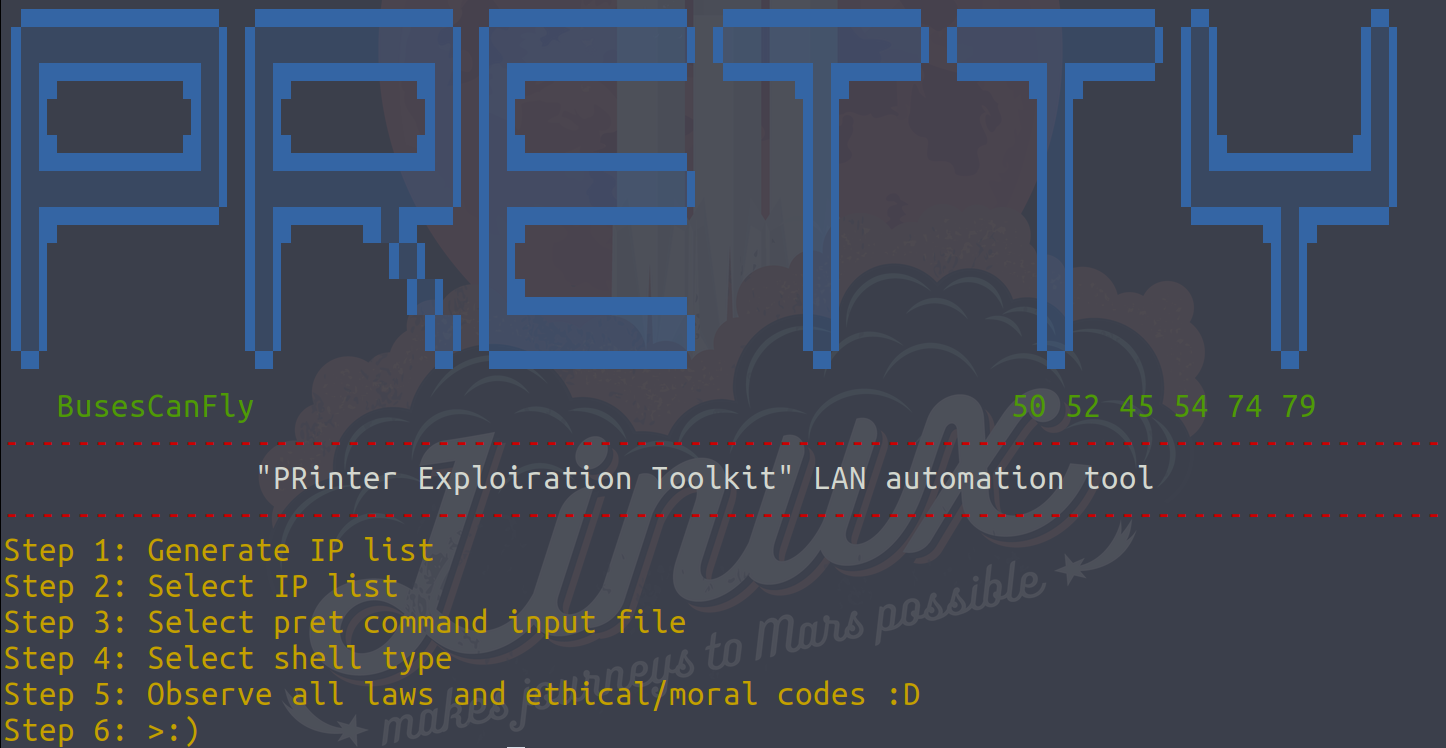 PRETTY
BusesCanFly 50 52 45 54 74 79
"PRinter Exploiration Toolkit" LAN automation tool
Step 1: Generate IP list
Step 2: Select IP list
Step 3: Select pret command input file
Step 4: Select shell type
Step 5: Observe all laws and ethical/moral codes :D
Step 6: >:)
Linux
makes journeys to Mars possible